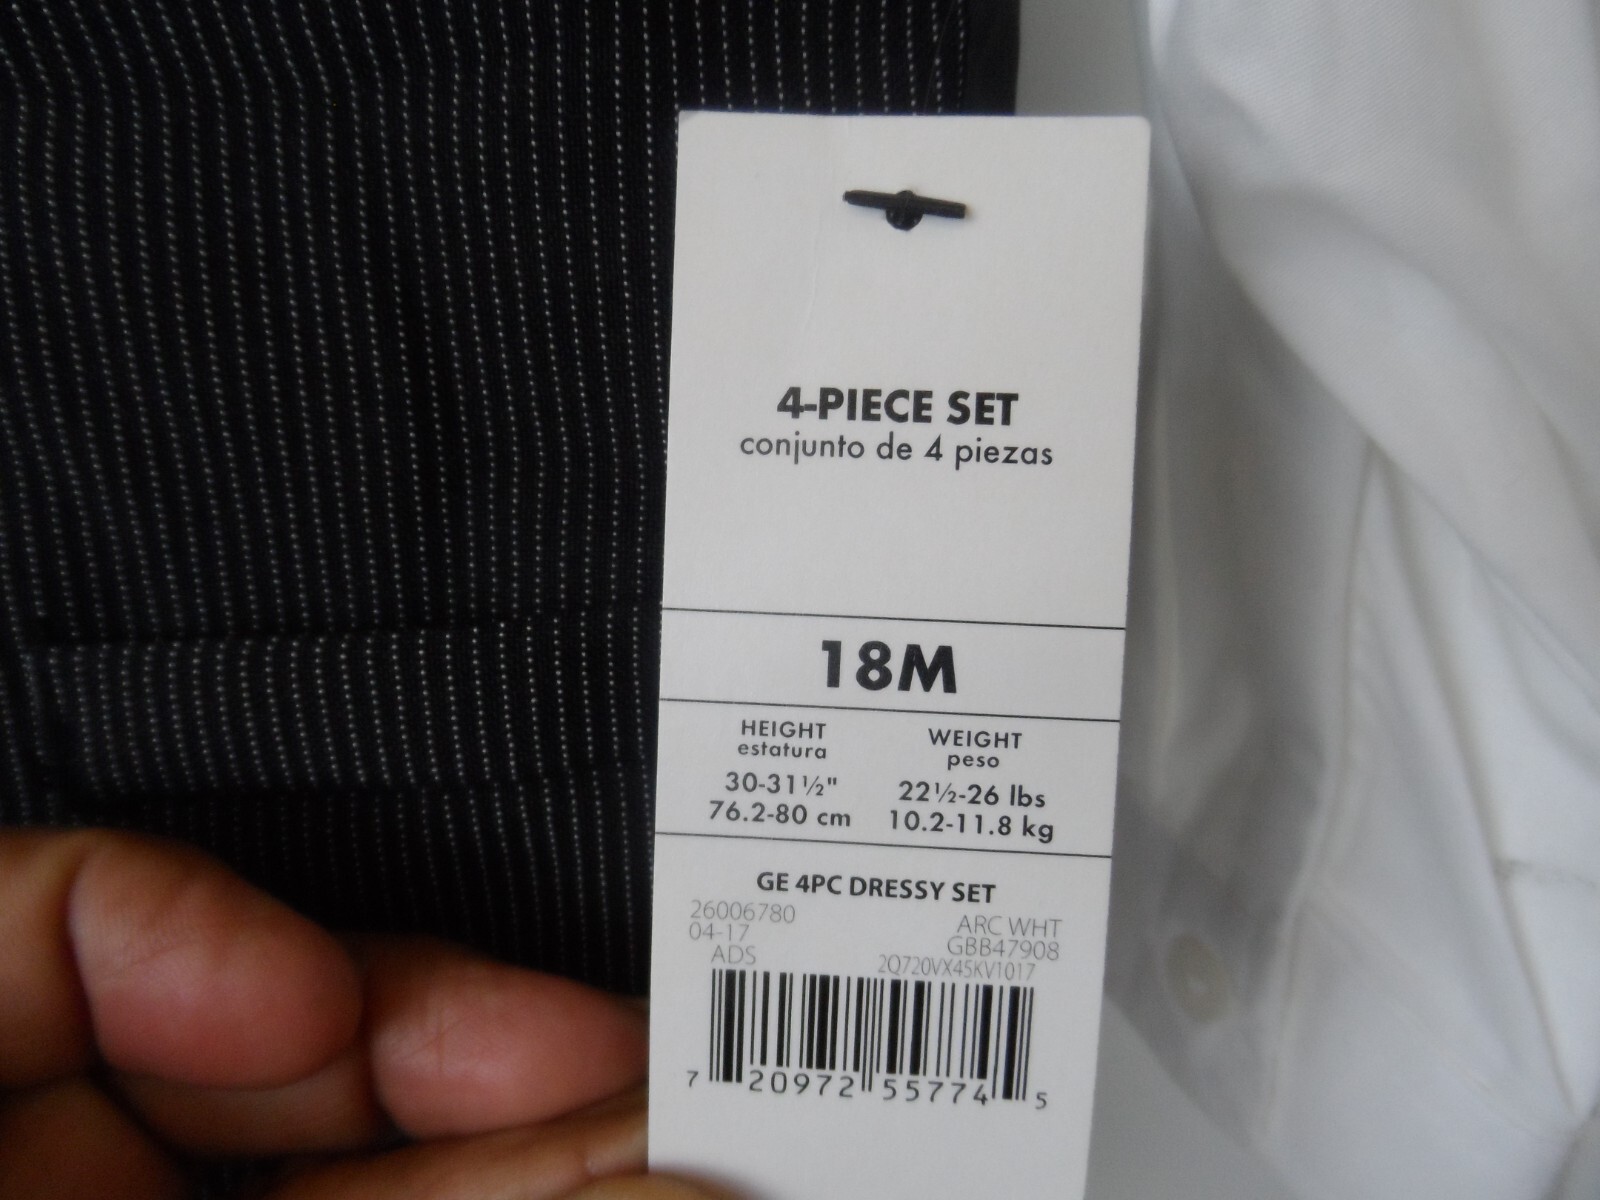 4-PIECE SET
conjunto de 4 piezas
18M
HEIGHT
estatura
30-31½"
76.2-80 cm
WEIGHT
peso
22½-26 lbs
10.2-11.8 kg
GE 4PC DRESSY SET
26006780
04-17
ADS
ARC WHT
GBB47908
2Q720VX45KV1017
7 20972 55774 5